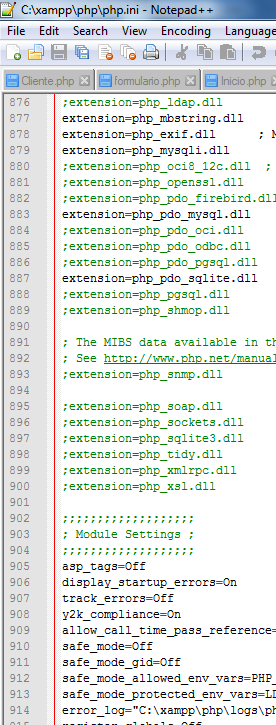 C:\xampp\php\php.ini - Notepad++
File Edit Search View Encoding Language
Cliente.php formulario.php Inicio.php
876 ;extension=php_ldap.dll
877 extension=php_mbstring.dll
878 extension=php_exif.dll ;
879 extension=php_mysqli.dll
880 ;extension=php_oci8_12c.dll ;
881 ;extension=php_openssl.dll
882 ;extension=php_pdo_firebird.dll
883 extension=php_pdo_mysql.dll
884 ;extension=php_pdo_oci.dll
885 ;extension=php_pdo_odbc.dll
886 ;extension=php_pdo_pgsql.dll
887 extension=php_pdo_sqlite.dll
888 ;extension=php_pgsql.dll
889 ;extension=php_shmop.dll
890
891 ; The MIBS data available in th
892 ; See http://www.php.net/manual
893 ;extension=php_snmp.dll
894
895 ;extension=php_soap.dll
896 ;extension=php_sockets.dll
897 ;extension=php_sqlite3.dll
898 ;extension=php_tidy.dll
899 ;extension=php_xmlrpc.dll
900 ;extension=php_xsl.dll
901
902 ;;;;;;;;;;;;;;;;;;;
903 ; Module Settings ;
904 ;;;;;;;;;;;;;;;;;;;
905 asp_tags=Off
906 display_startup_errors=On
907 track_errors=Off
908 y2k_compliance=On
909 allow_call_time_pass_reference=
910 safe_mode=Off
911 safe_mode_gid=Off
912 safe_mode_allowed_env_vars=PHP_
913 safe_mode_protected_env_vars=LD
914 error_log="C:\xampp\php\logs\p